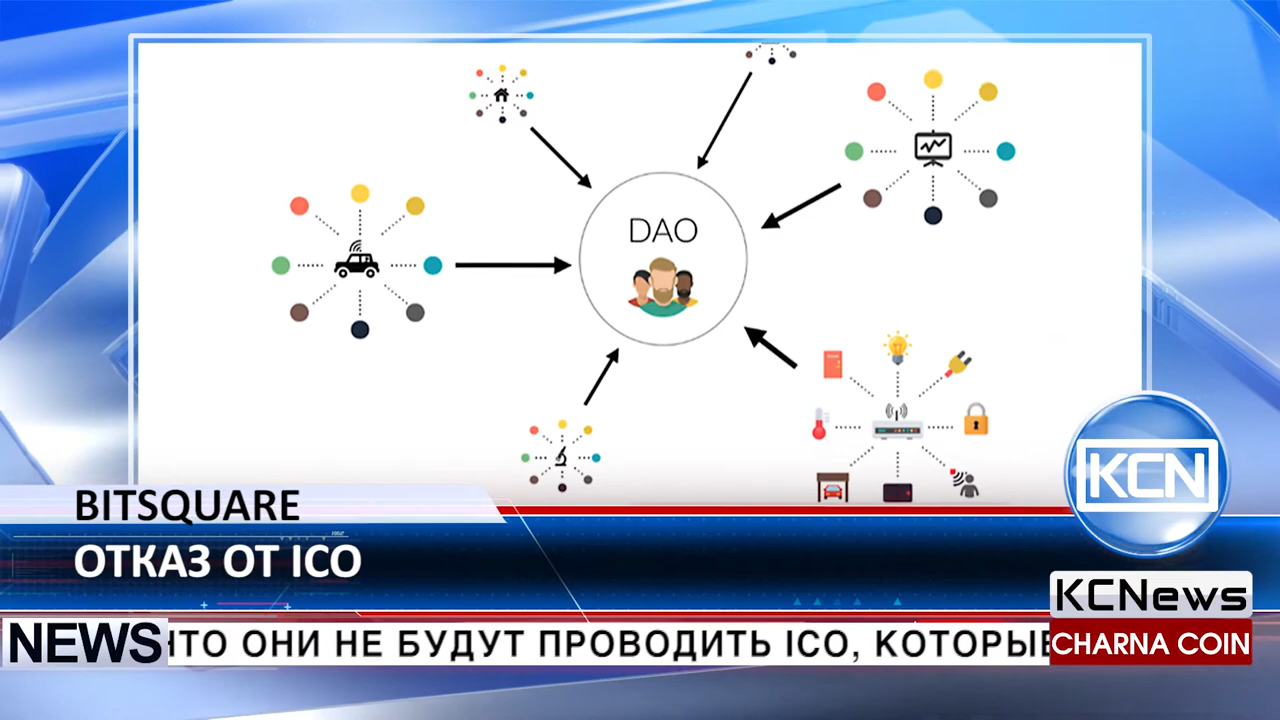 DAO
BITSQUARE
ОТКАЗ ОТ ICO
KCN
KCNews
NEWS
ЧТО ОНИ НЕ БУДУТ ПРОВОДИТЬ ICO, КОТОРЫЕ
CHARNA COIN